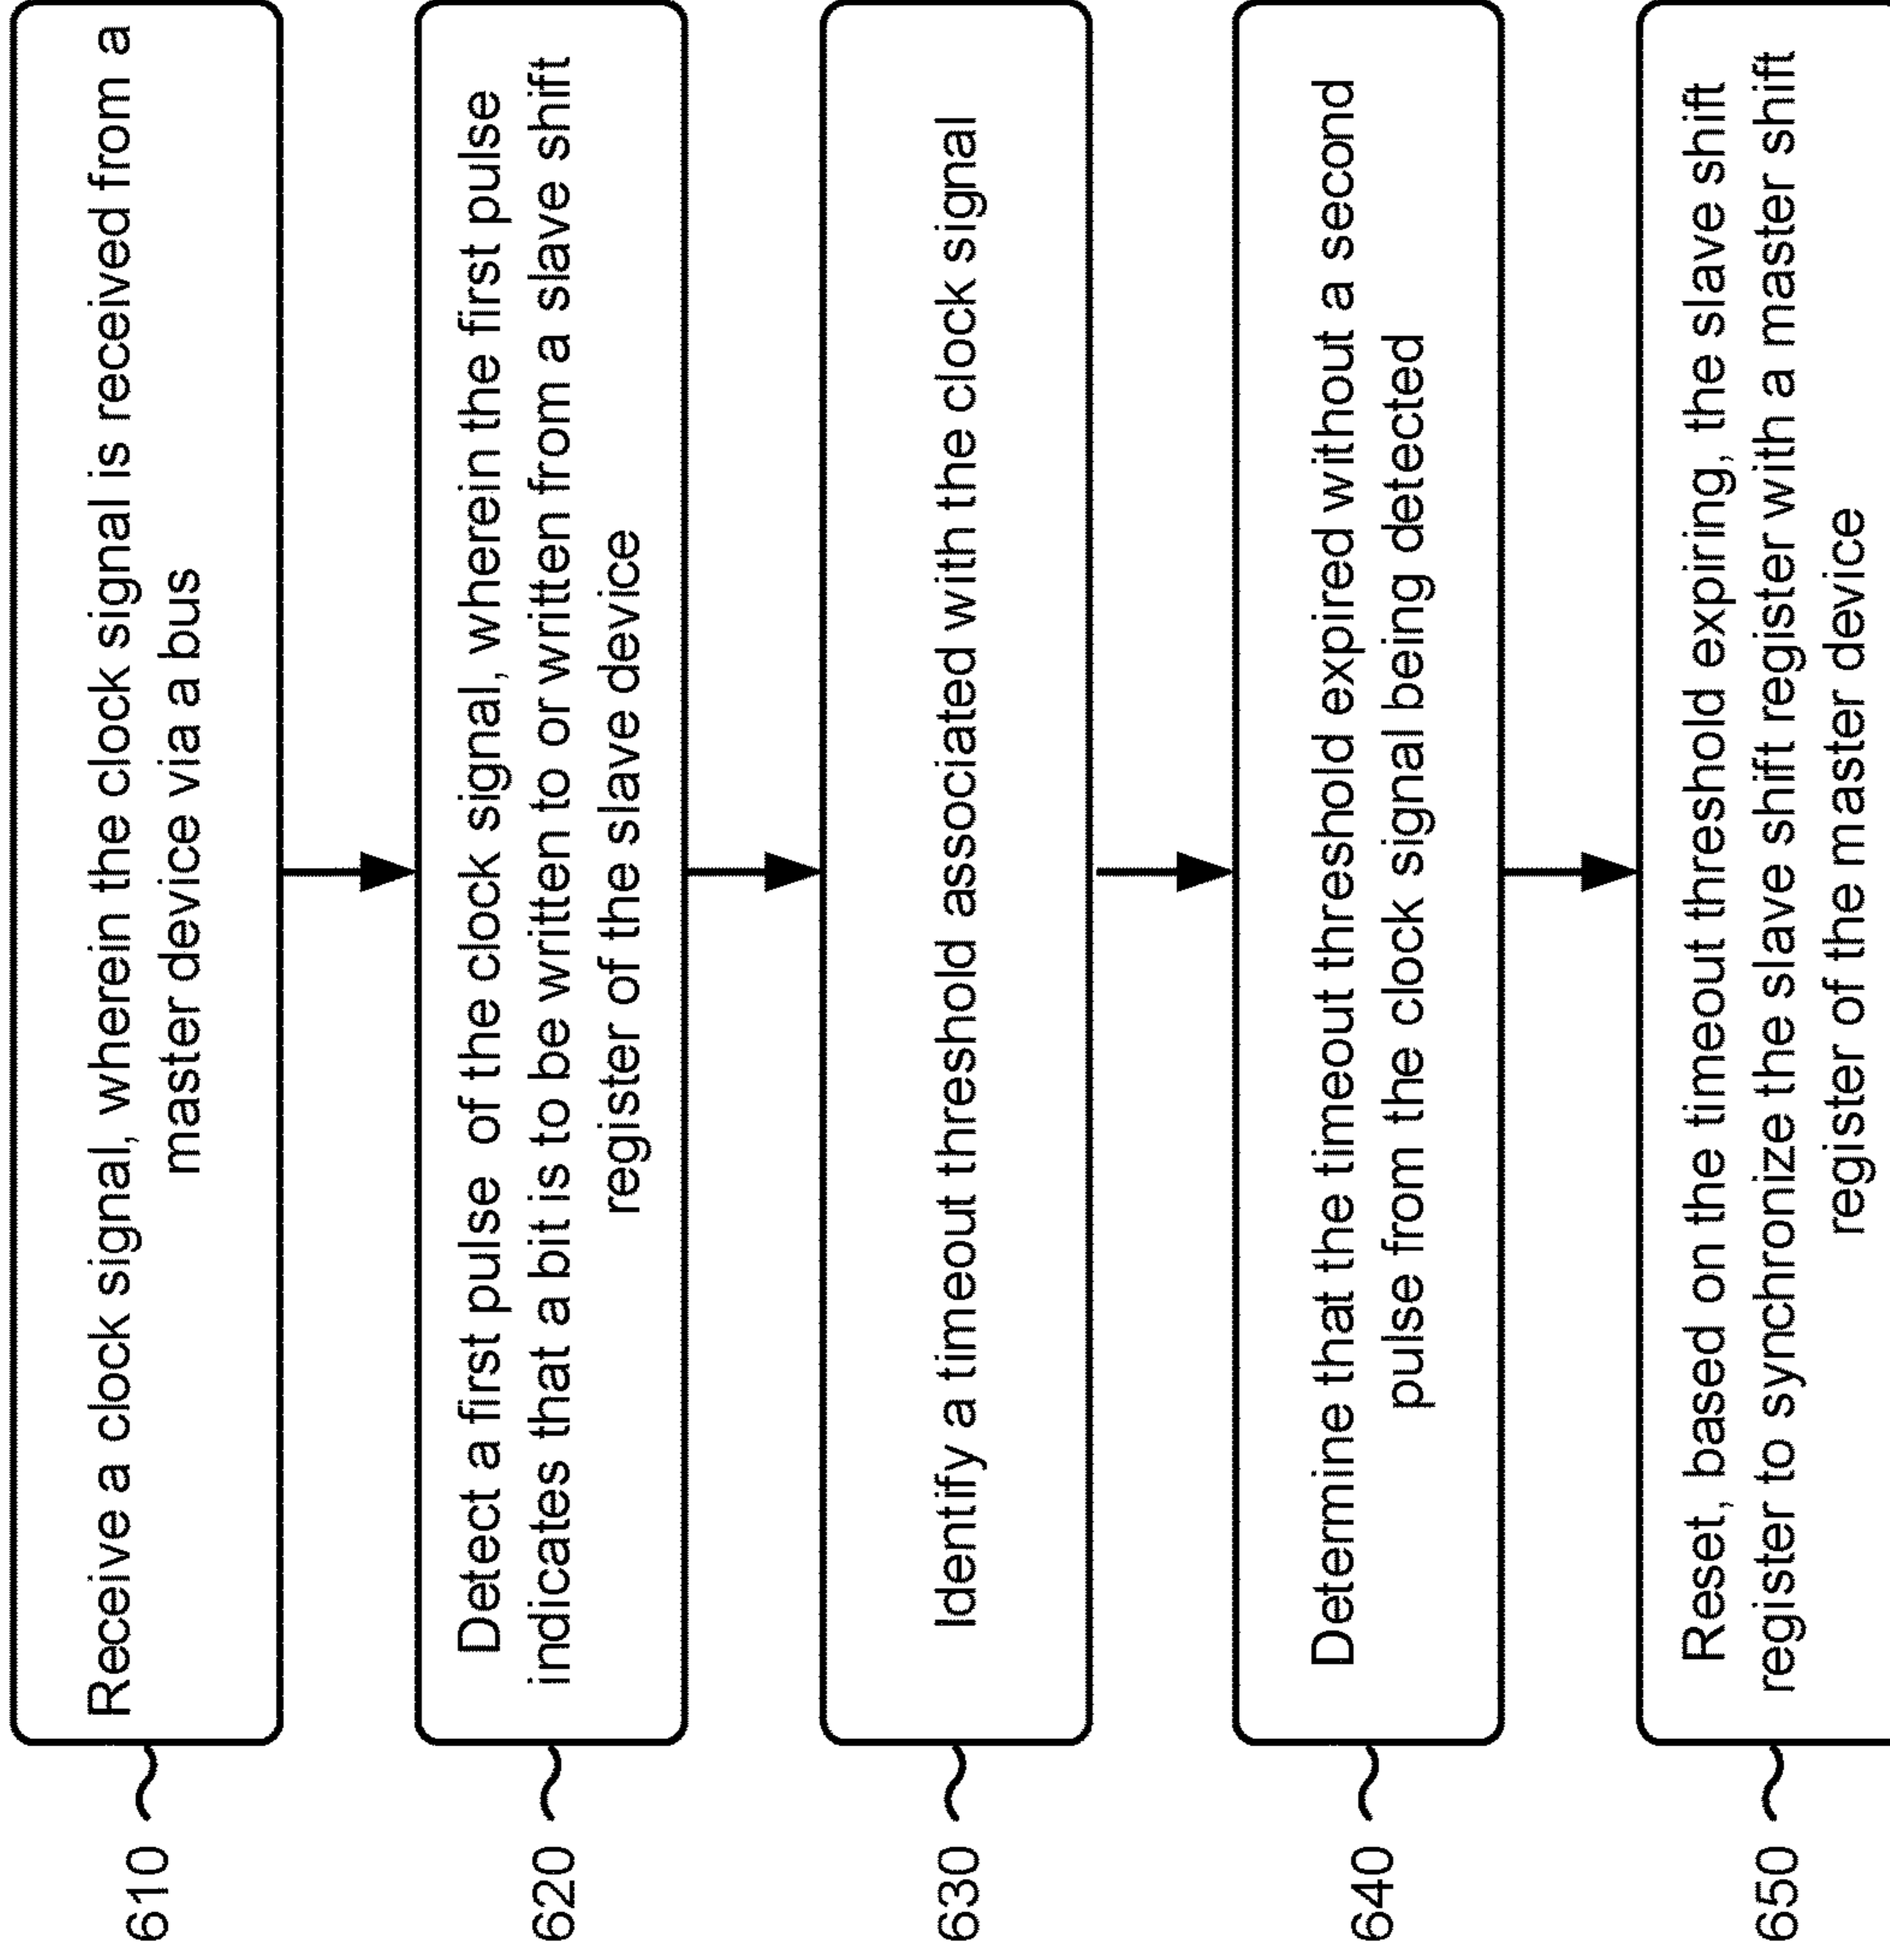 610
Receive a clock signal, wherein the clock signal is received from a
master device via a bus
620
Detect a first pulse of the clock signal, wherein the first pulse
indicates that a bit is to be written to or written from a slave shift
register of the slave device
630
Identify a timeout threshold associated with the clock signal
640
Determine that the timeout threshold expired without a second
pulse from the clock signal being detected
650
Reset, based on the timeout threshold expiring, the slave shift
register to synchronize the slave shift register with a master shift
register of the master device